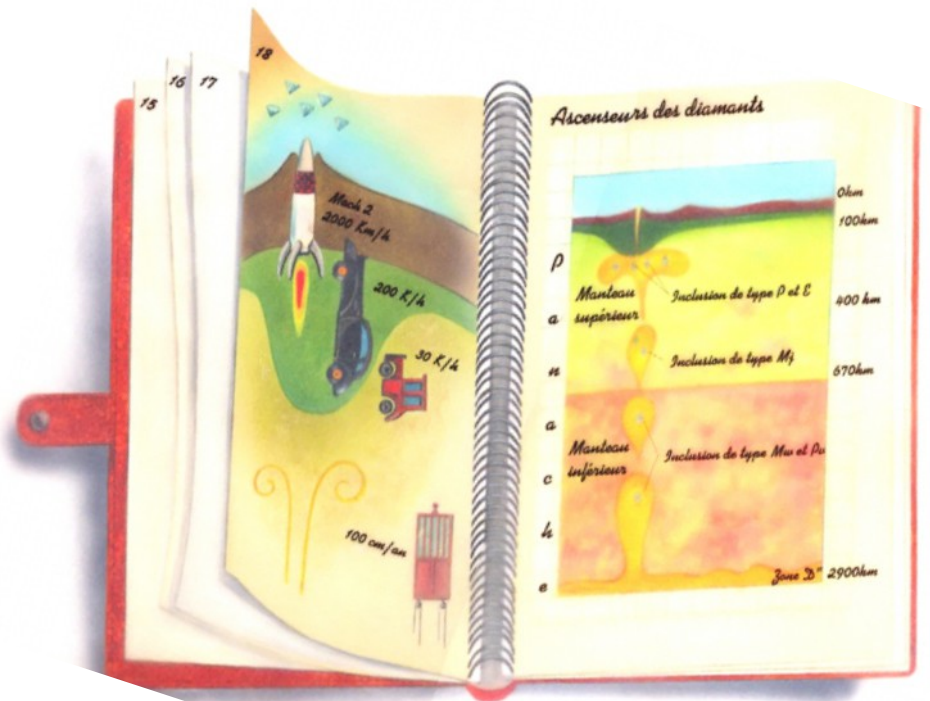 15
16
17
18
Mach 2
2000 Km/h
200 K/h
30 K/h
100 cm/an
Ascenseurs des diamants
0km
100km
Panache
Manteau
supérieur
Inclusion de type P et E
400 km
Inclusion de type Mj
670km
Manteau
inférieur
Inclusion de type Mw et Pv
Zone "D"
2900km